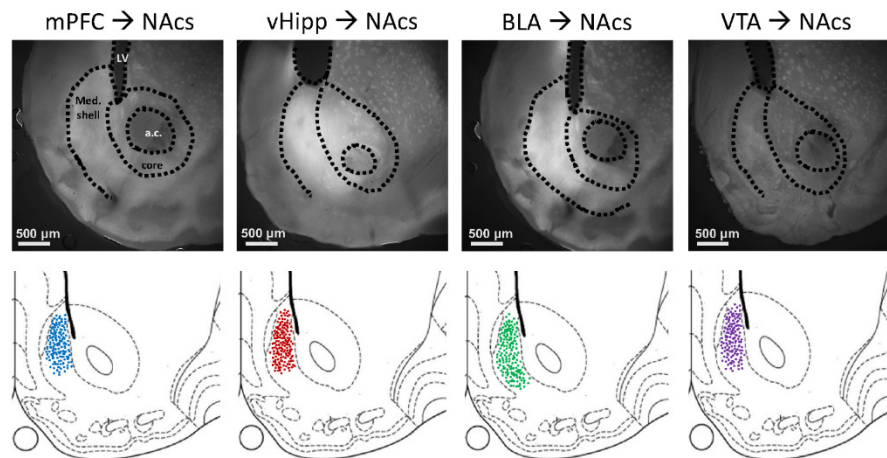 mPFC → NAcs
vHipp → NAcs
BLA → NAcs
VTA → NAcs
LV
Med.
shell
a.c.
core
500 µm
500 µm
500 µm
500 µm